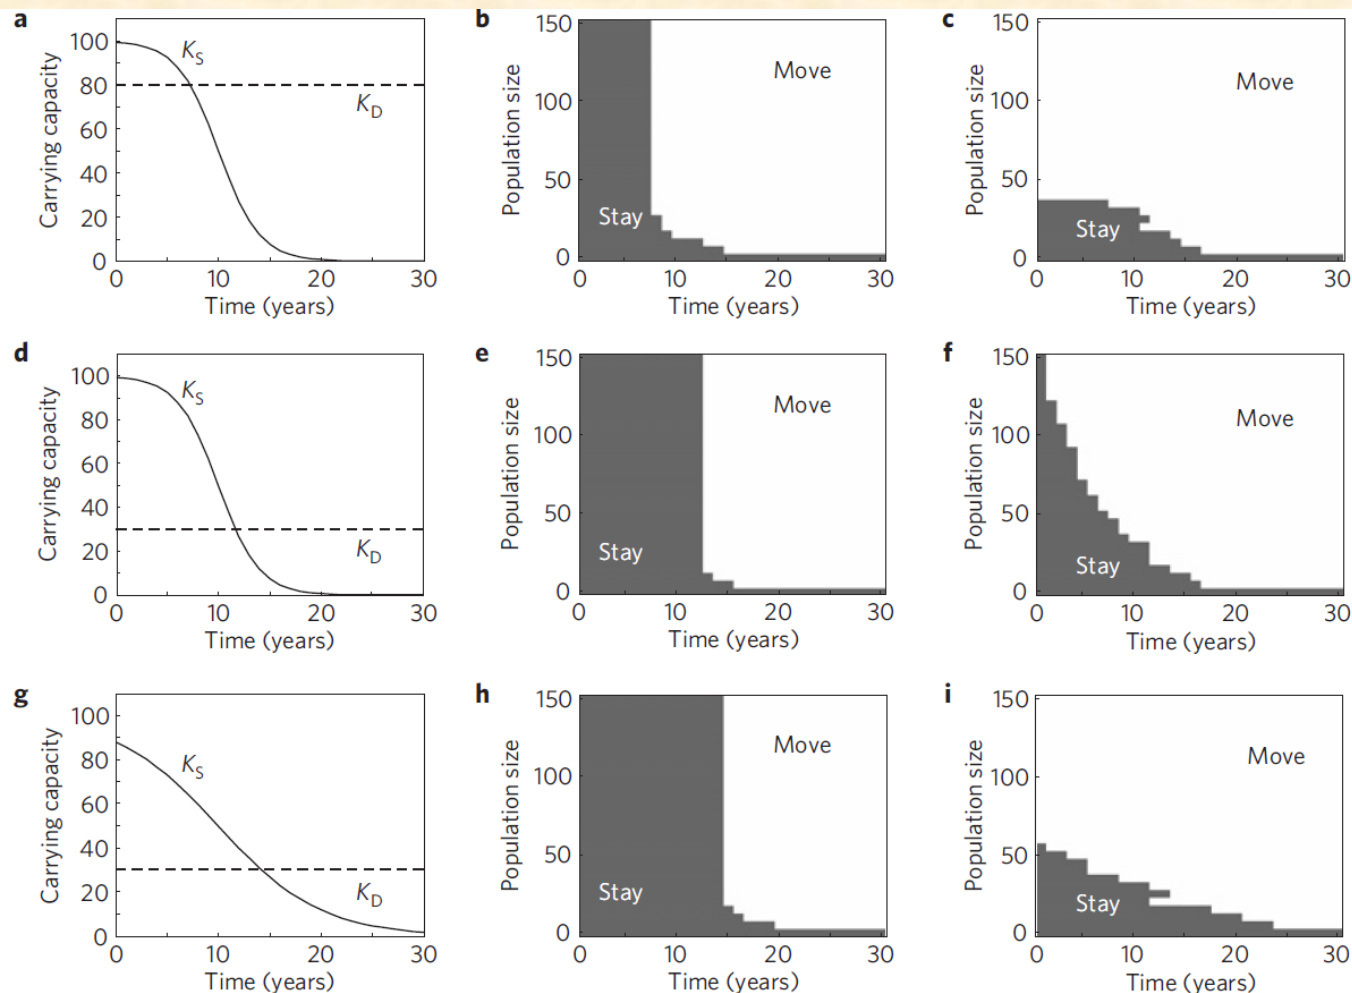 a
100
80
60
40
20
0
Carrying capacity
K_S
K_D
0 10 20 30
Time (years)
b
150
100
50
0
Population size
Move
Stay
0 10 20 30
Time (years)
c
150
100
50
0
Population size
Move
Stay
0 10 20 30
Time (years)
d
100
80
60
40
20
0
Carrying capacity
K_S
K_D
0 10 20 30
Time (years)
e
150
100
50
0
Population size
Move
Stay
0 10 20 30
Time (years)
f
150
100
50
0
Population size
Move
Stay
0 10 20 30
Time (years)
g
100
80
60
40
20
0
Carrying capacity
K_S
K_D
0 10 20 30
Time (years)
h
150
100
50
0
Population size
Move
Stay
0 10 20 30
Time (years)
i
150
100
50
0
Population size
Move
Stay
0 10 20 30
Time (years)